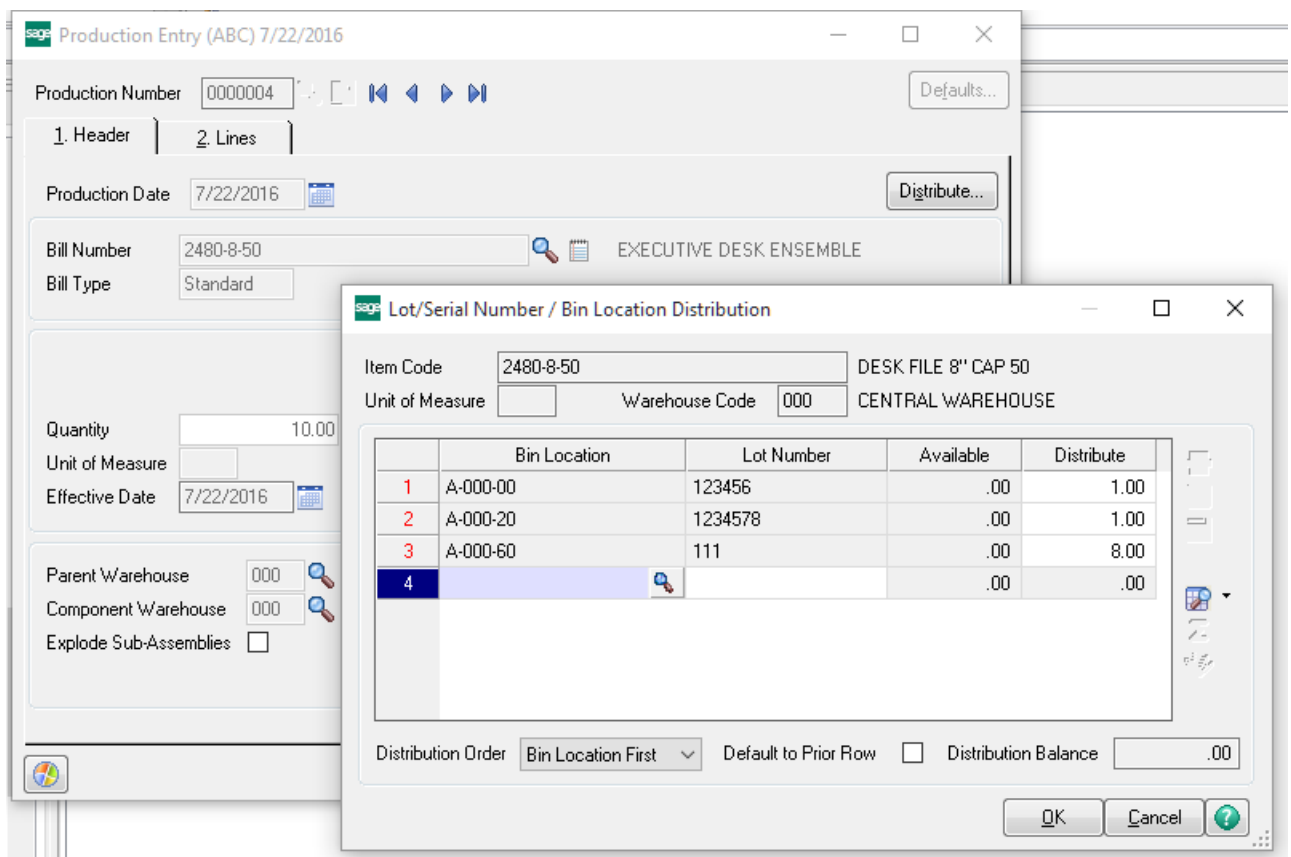 sage Production Entry (ABC) 7/22/2016
Production Number 0000004 Defaults...
1. Header 2. Lines
Production Date 7/22/2016 Distribute...
Bill Number 2480-8-50 EXECUTIVE DESK ENSEMBLE
Bill Type Standard
Quantity 10.00
Unit of Measure
Effective Date 7/22/2016
Parent Warehouse 000
Component Warehouse 000
Explode Sub-Assemblies
sage Lot/Serial Number / Bin Location Distribution
Item Code 2480-8-50 DESK FILE 8" CAP 50
Unit of Measure Warehouse Code 000 CENTRAL WAREHOUSE
Bin Location Lot Number Available Distribute
1 A-000-00 123456 .00 1.00
2 A-000-20 1234578 .00 1.00
3 A-000-60 111 .00 8.00
4 .00 .00
Distribution Order Bin Location First Default to Prior Row Distribution Balance .00
OK Cancel ?